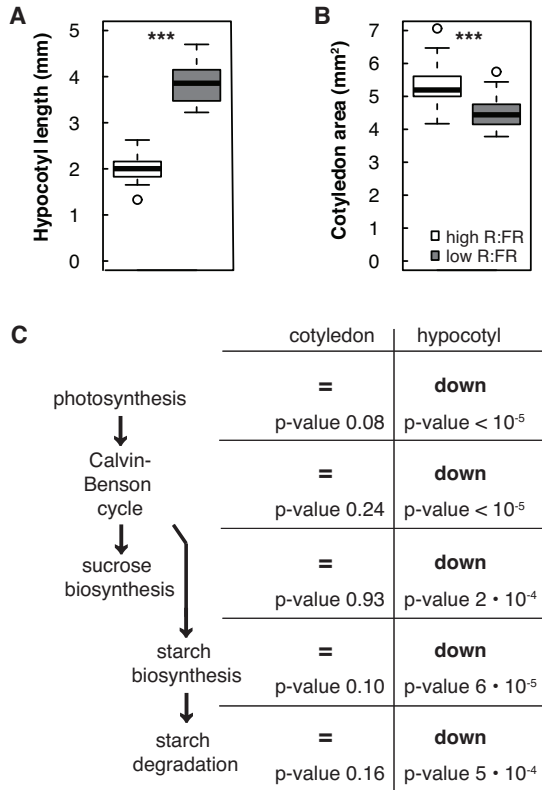 A
Hypocotyl length (mm)
5
4
3
2
1
0
***
B
Cotyledon area (mm²)
7
6
5
4
3
2
1
0
***
high R:FR
low R:FR
C
cotyledon hypocotyl
photosynthesis
= down
p-value 0.08 p-value < 10⁻⁵
Calvin-
Benson
cycle
= down
p-value 0.24 p-value < 10⁻⁵
sucrose
biosynthesis
= down
p-value 0.93 p-value 2 • 10⁻⁴
starch
biosynthesis
= down
p-value 0.10 p-value 6 • 10⁻⁵
starch
degradation
= down
p-value 0.16 p-value 5 • 10⁻⁴